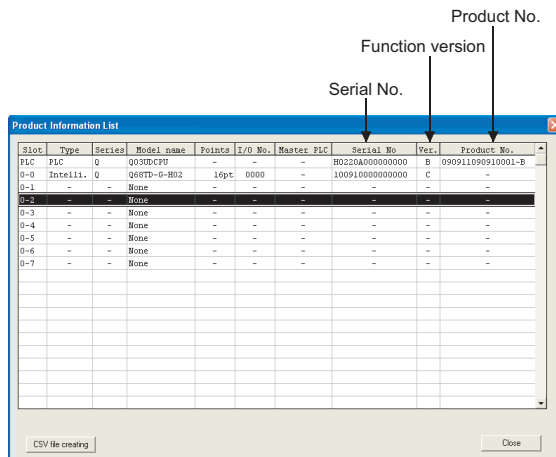 Product No.
Function version
Serial No.
Product Information List
Slot Type Series Model name Points I/O No. Master PLC Serial No Ver. Product No.
PLC PLC Q Q03UDCPU - - - H0220A000000000 B 090911090910001-B
0-0 Intelli. Q Q68TD-G-H02 16pt 0000 - 100910000000000 C -
0-1 - - None - - - - - -
0-2 - - None - - - - - -
0-3 - - None - - - - - -
0-4 - - None - - - - - -
0-5 - - None - - - - - -
0-6 - - None - - - - - -
0-7 - - None - - - - - -
CSV file creating Close